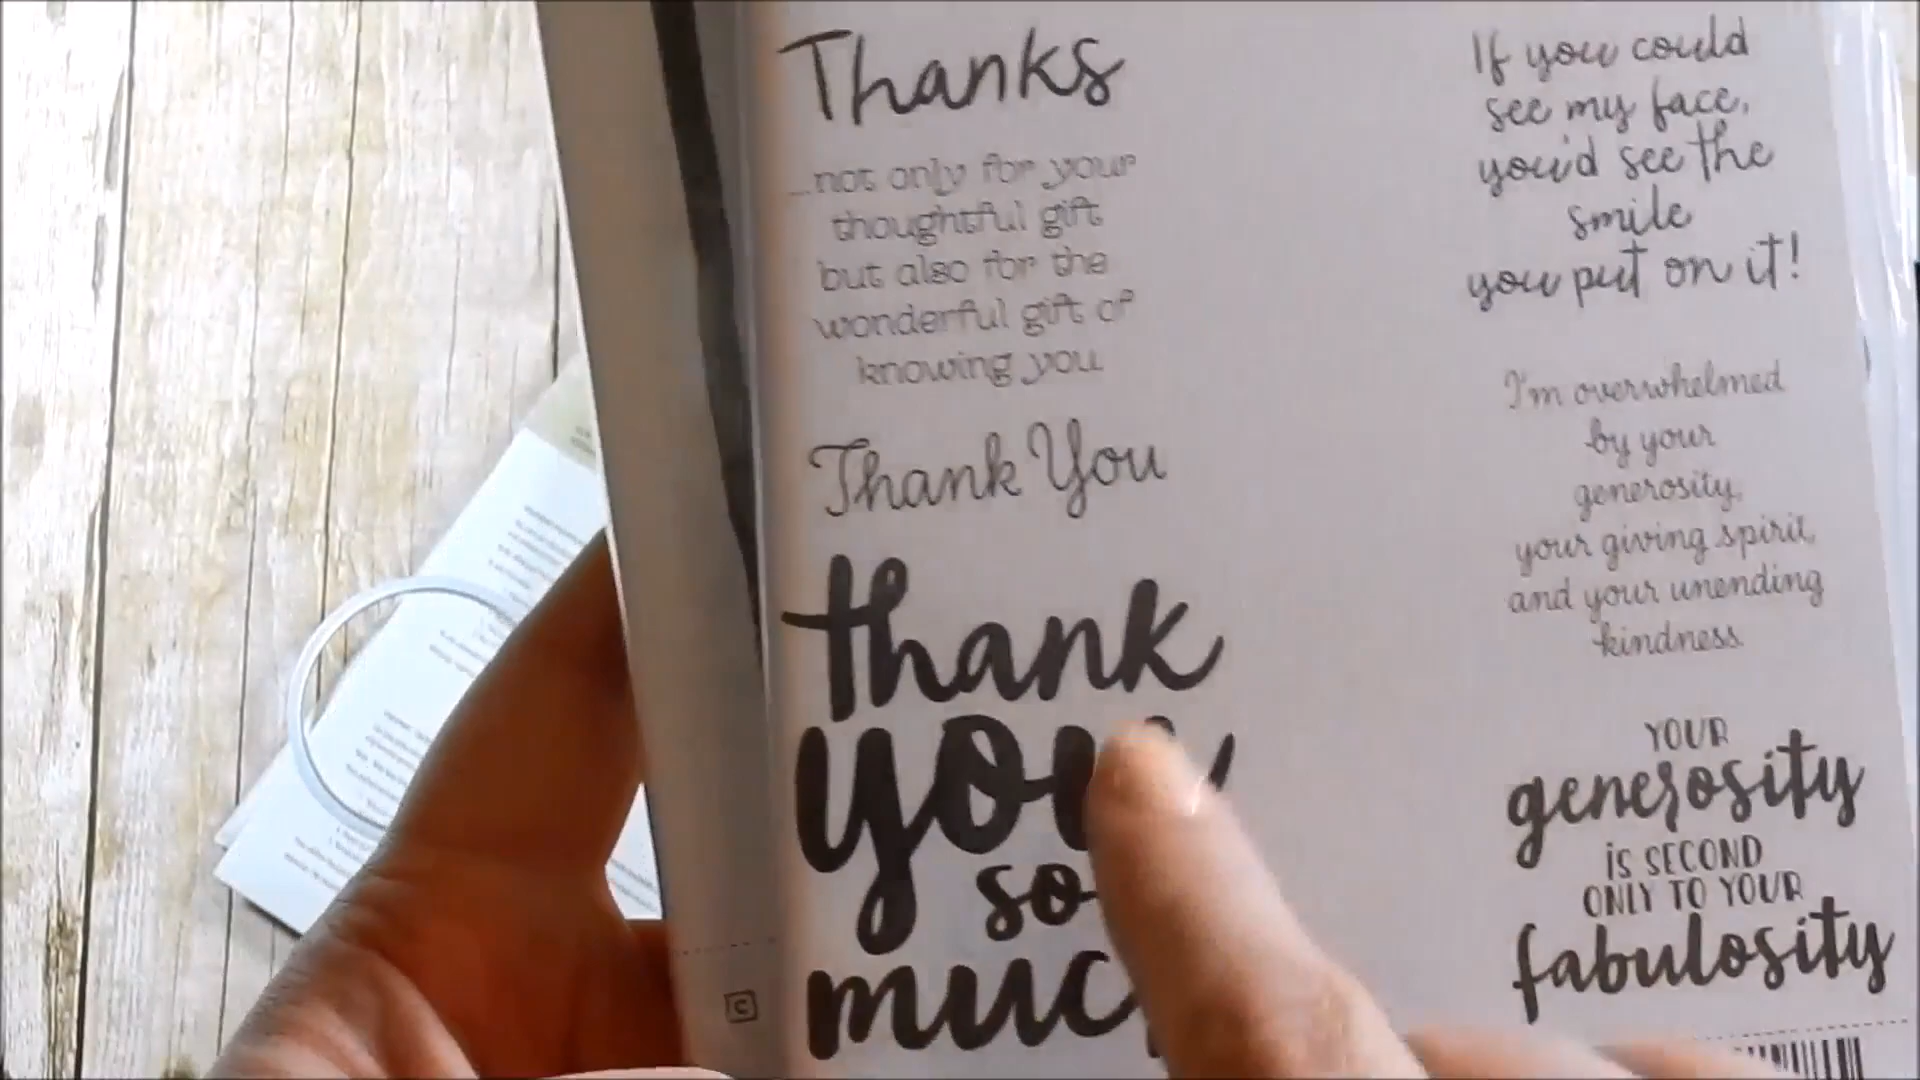 Thanks
...not only for your
thoughtful gift
but also for the
wonderful gift of
knowing you
Thank You
thank
you
so
muc
C
If you could
see my face,
you'd see the
smile
you put on it!
I'm overwhelmed
by your
generosity,
your giving spirit,
and your unending
kindness.
YOUR
generosity
is SECOND
ONLY TO YOUR
fabulosity